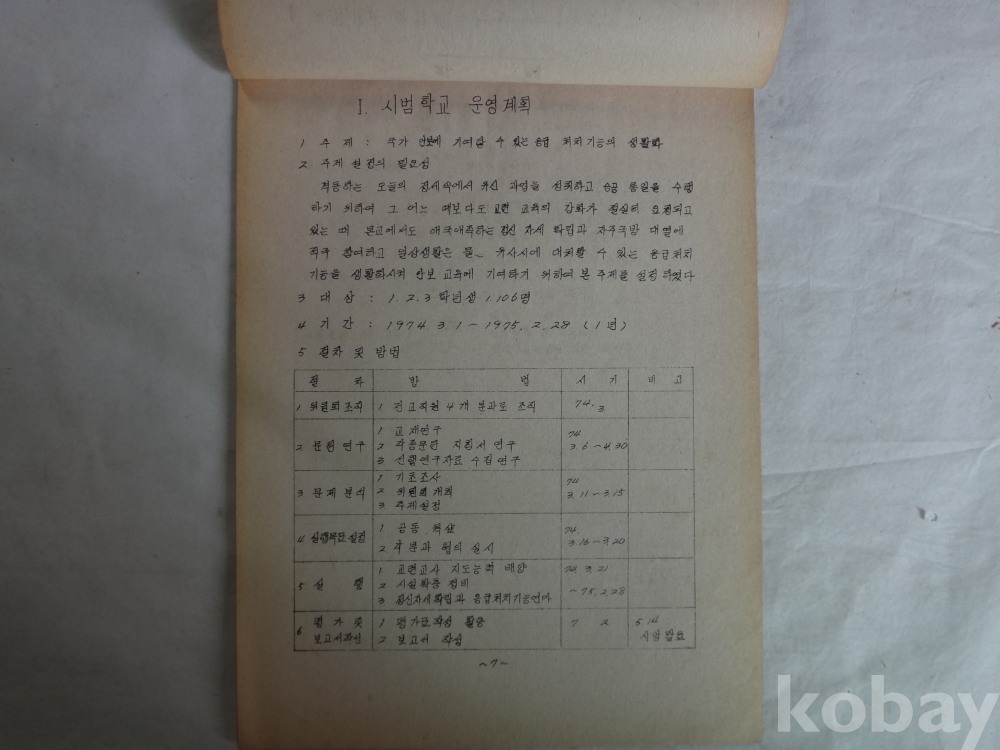 I. 시범학교 운영계획
1 주 제 : 국가 안보에 기여할 수 있는 응급 처치기능의 생활화
2 주제 설정의 필요성
격동하는 오늘의 정세속에서 유신 과업을 성취하고 승공 통일을 수행
하기 위하여 그 어느 때보다도 교련 교육의 강화가 절실히 요청되고
있는 때 본교에서도 애국애족하는 정신 자세 확립과 자주국방 대열에
적극 참여하고 일상생활은 물론 유사시에 대처할 수 있는 응급처치
기능을 생활화시켜 안보 교육에 기여하기 위하여 본 주제를 설정 하였다
3 대 상 : 1. 2. 3 학년생 1,106명
4 기 간 : 1974 3.1 ~ 1975. 2. 28 (1년)
5 절차 및 방법
절 차 방 법 시 기 비 고
1 위원회 조직 1 전교직원 4개 분과로 조직 74. 3
2 문헌 연구 1 교재연구 74
2 각종문헌 지침서 연구 3.6 ~ 4.30
3 선행연구자료 수집 연구
3 문제 분석 1 기초조사 74
2 위원회 개최 3.11 ~ 3.15
3 주제설정
4 실행목표 설정 1 공동 협의 74
2 각 분과 협의 실시 3.16 ~ 3.20
5 실 행 1 교련교사 지도능력 배양 74. 3. 21
2 시설확충 정비
3 정신자세확립과 응급처치기능연마 ~ 75. 2. 28
6 평가 및 보고서작성 1 평가표작성 활용 7 2 5.14
2 보고서 작성 시범발표
~7~
kobay